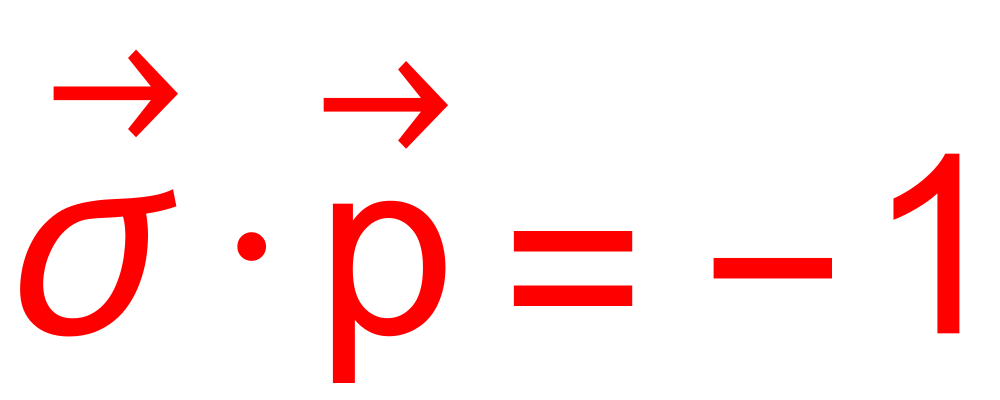 σ⃗ · p⃗ = −1